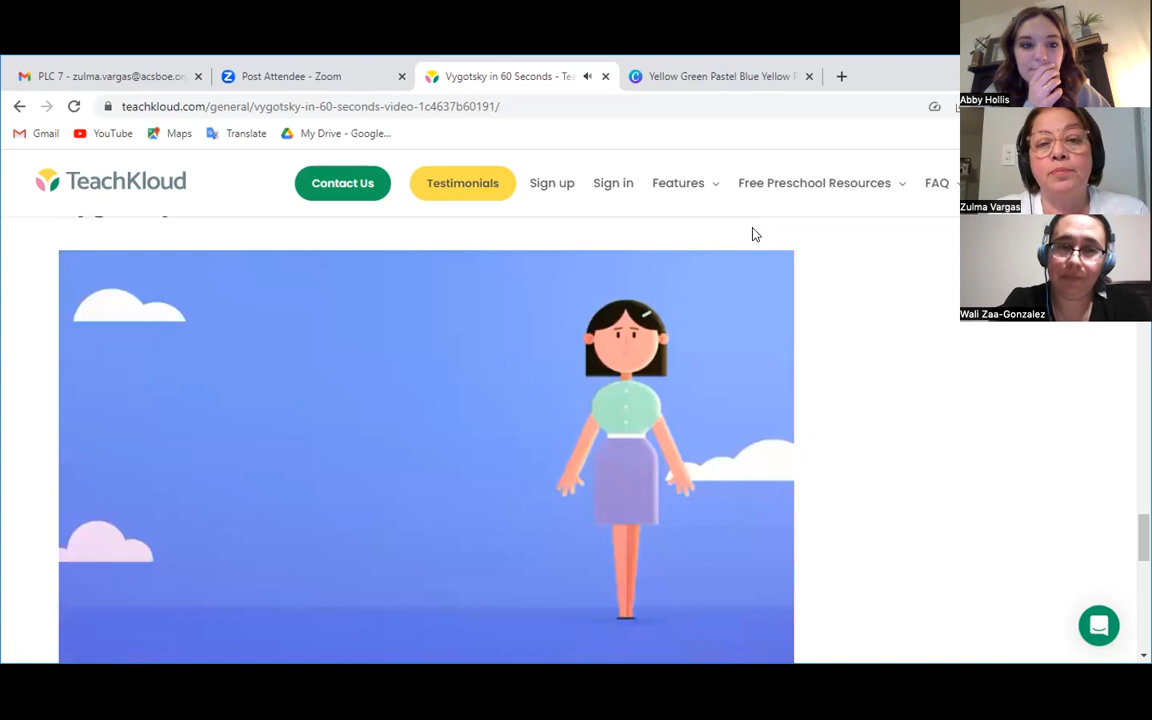 PLC 7 - zulma.vargas@acsboe.or
Post Attendee - Zoom
Vygotsky in 60 Seconds - Tea
Yellow Green Pastel Blue Yellow P
teachkloud.com/general/vygotsky-in-60-seconds-video-1c4637b60191/
Gmail
YouTube
Maps
Translate
My Drive - Google...
TeachKloud
Contact Us
Testimonials
Sign up
Sign in
Features
Free Preschool Resources
FAQ
Abby Hollis
Zulma Vargas
Wali Zaa-Gonzalez